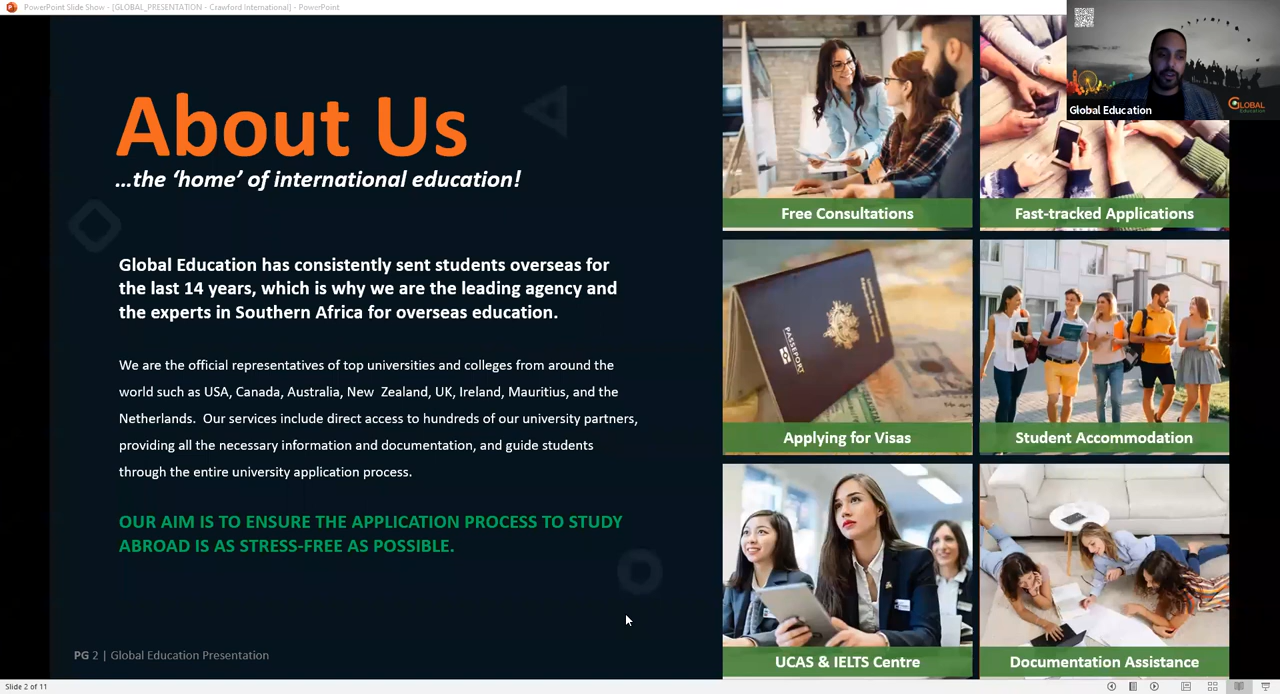 PowerPoint Slide Show - [GLOBAL_PRESENTATION - Crawford International] - PowerPoint
About Us
…the ‘home’ of international education!
Global Education has consistently sent students overseas for
the last 14 years, which is why we are the leading agency and
the experts in Southern Africa for overseas education.
We are the official representatives of top universities and colleges from around the
world such as USA, Canada, Australia, New  Zealand, UK, Ireland, Mauritius, and the
Netherlands.  Our services include direct access to hundreds of our university partners,
providing all the necessary information and documentation, and guide students
through the entire university application process.
OUR AIM IS TO ENSURE THE APPLICATION PROCESS TO STUDY
ABROAD IS AS STRESS-FREE AS POSSIBLE.
PG 2 | Global Education Presentation
Global Education
GLOBAL
Education
Free Consultations
Fast-tracked Applications
PASSEPORT
Applying for Visas
Student Accommodation
UCAS & IELTS Centre
Documentation Assistance
Slide 2 of 11